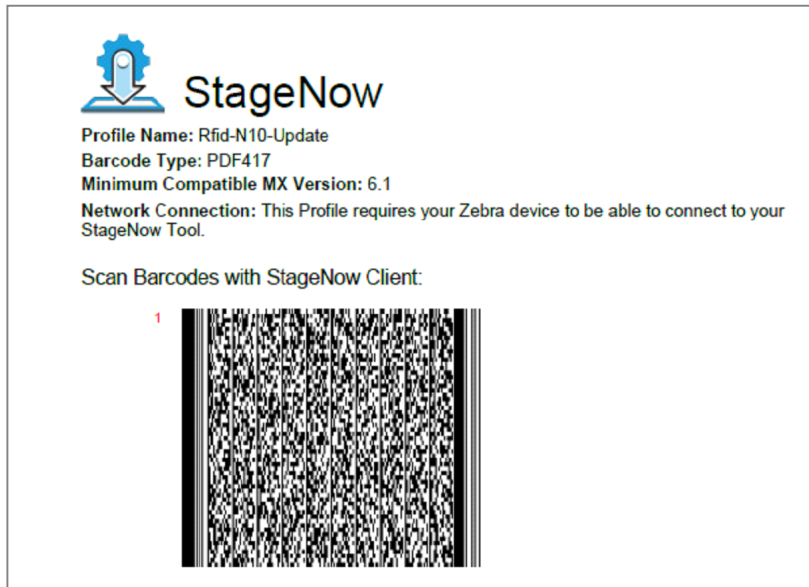 StageNow
Profile Name: Rfid-N10-Update
Barcode Type: PDF417
Minimum Compatible MX Version: 6.1
Network Connection: This Profile requires your Zebra device to be able to connect to your
StageNow Tool.
Scan Barcodes with StageNow Client:
1